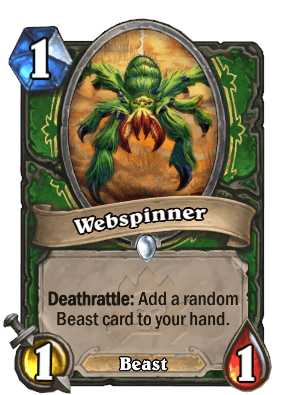 1
Webspinner
Deathrattle: Add a random
Beast card to your hand.
1
Beast
1